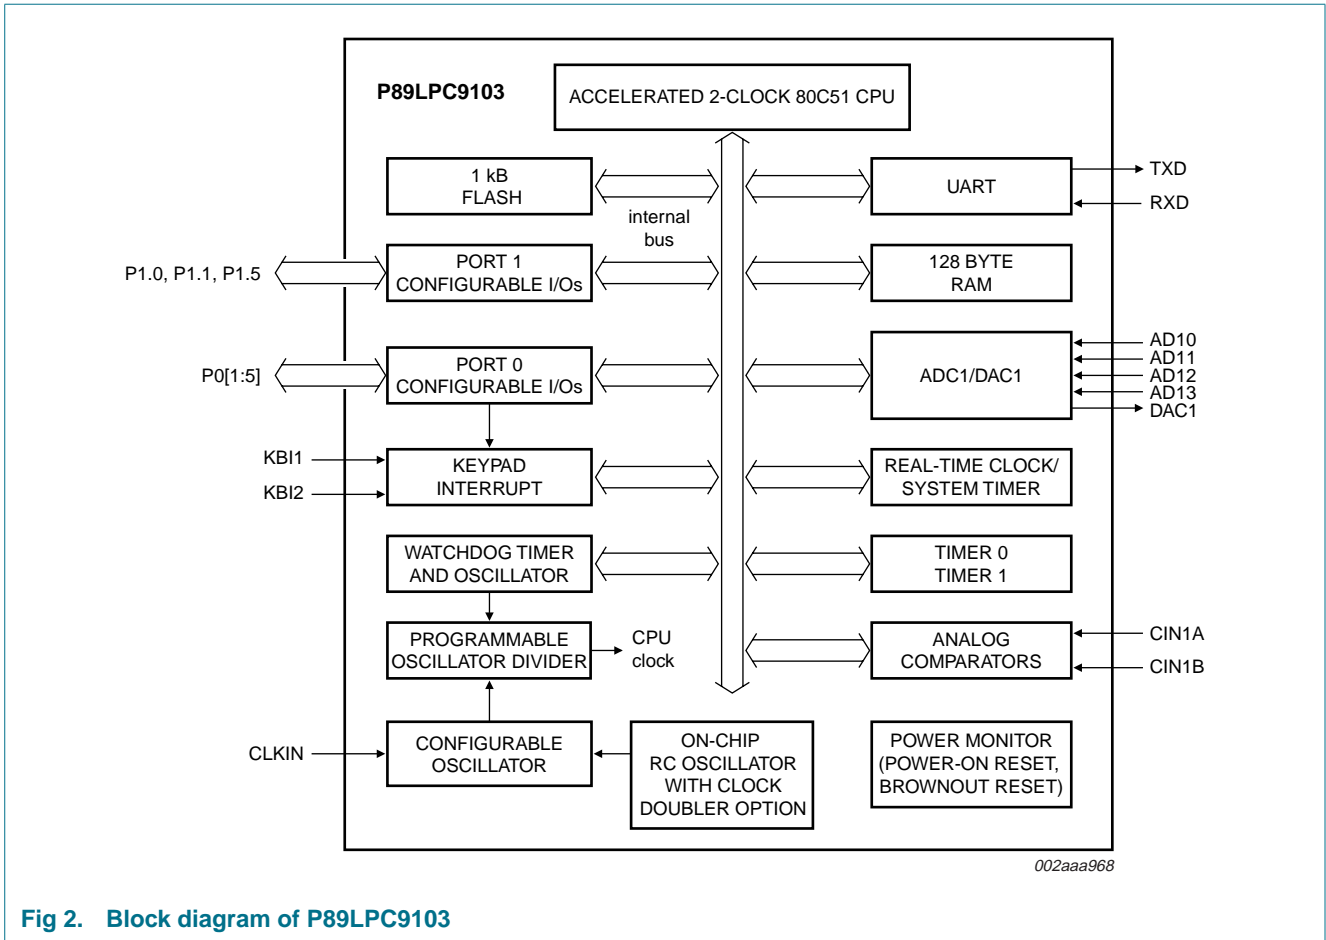 P89LPC9103
ACCELERATED 2-CLOCK 80C51 CPU
1 kB
FLASH
internal
bus
UART
TXD
RXD
P1.0, P1.1, P1.5
PORT 1
CONFIGURABLE I/Os
128 BYTE
RAM
P0[1:5]
PORT 0
CONFIGURABLE I/Os
ADC1/DAC1
AD10
AD11
AD12
AD13
DAC1
KBI1
KBI2
KEYPAD
INTERRUPT
REAL-TIME CLOCK/
SYSTEM TIMER
WATCHDOG TIMER
AND OSCILLATOR
TIMER 0
TIMER 1
PROGRAMMABLE
OSCILLATOR DIVIDER
CPU
clock
ANALOG
COMPARATORS
CIN1A
CIN1B
CLKIN
CONFIGURABLE
OSCILLATOR
ON-CHIP
RC OSCILLATOR
WITH CLOCK
DOUBLER OPTION
POWER MONITOR
(POWER-ON RESET,
BROWNOUT RESET)
002aaa968
Fig 2. Block diagram of P89LPC9103